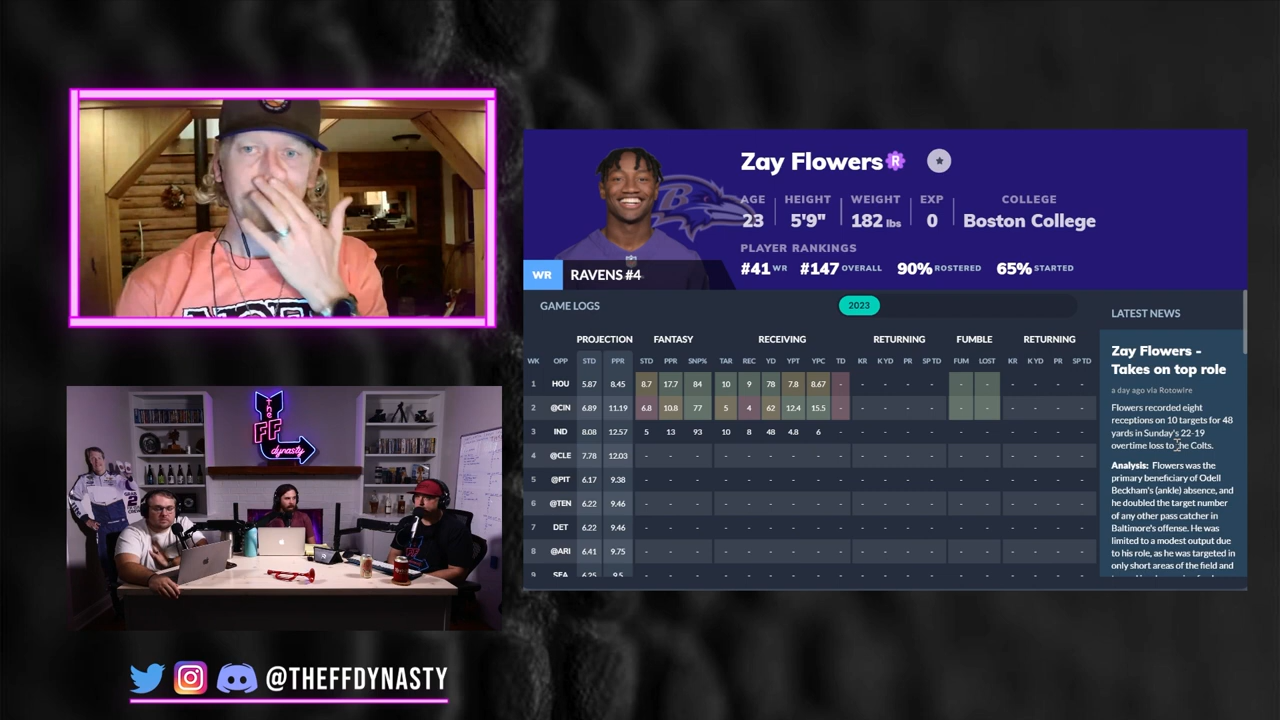 Zay Flowers R
AGE HEIGHT WEIGHT EXP COLLEGE
23 5'9" 182 lbs 0 Boston College
PLAYER RANKINGS
#41 WR #147 OVERALL 90% ROSTERED 65% STARTED
WR RAVENS #4
GAME LOGS 2023
PROJECTION FANTASY RECEIVING RETURNING FUMBLE RETURNING
WK OPP STD PPR STD PPR SNP% TAR REC YD YPT YPC TD KR K YD PR SP TD FUM LOST KR K YD PR SP TD
1 HOU 5.87 8.45 8.7 17.7 84 10 9 78 7.8 8.67 - - - - - - - - - - -
2 @CIN 6.89 11.19 6.8 10.8 77 5 4 62 12.4 15.5 - - - - - - - - - - -
3 IND 8.08 12.57 5 13 93 10 8 48 4.8 6 - - - - - - - - - -
4 @CLE 7.78 12.03 - - - - - - - - - - - - - - - - - - -
5 @PIT 6.17 9.38 - - - - - - - - - - - - - - - - - - -
6 @TEN 6.22 9.46 - - - - - - - - - - - - - - - - - - -
7 DET 6.22 9.46 - - - - - - - - - - - - - - - - - - -
8 @ARI 6.41 9.75 - - - - - - - - - - - - - - - - - - -
9 SEA 6.25 9.5 - - - - - - - - - - - - - - - - - - -
LATEST NEWS
Zay Flowers -
Takes on top role
a day ago via Rotowire
Flowers recorded eight
receptions on 10 targets for 48
yards in Sunday's 22-19
overtime loss to the Colts.
Analysis: Flowers was the
primary beneficiary of Odell
Beckham's (ankle) absence, and
he doubled the target number
of any other pass catcher in
Baltimore's offense. He was
limited to a modest output due
to his role, as he was targeted in
only short areas of the field and
The
FF
dynasty
@THEFFDYNASTY